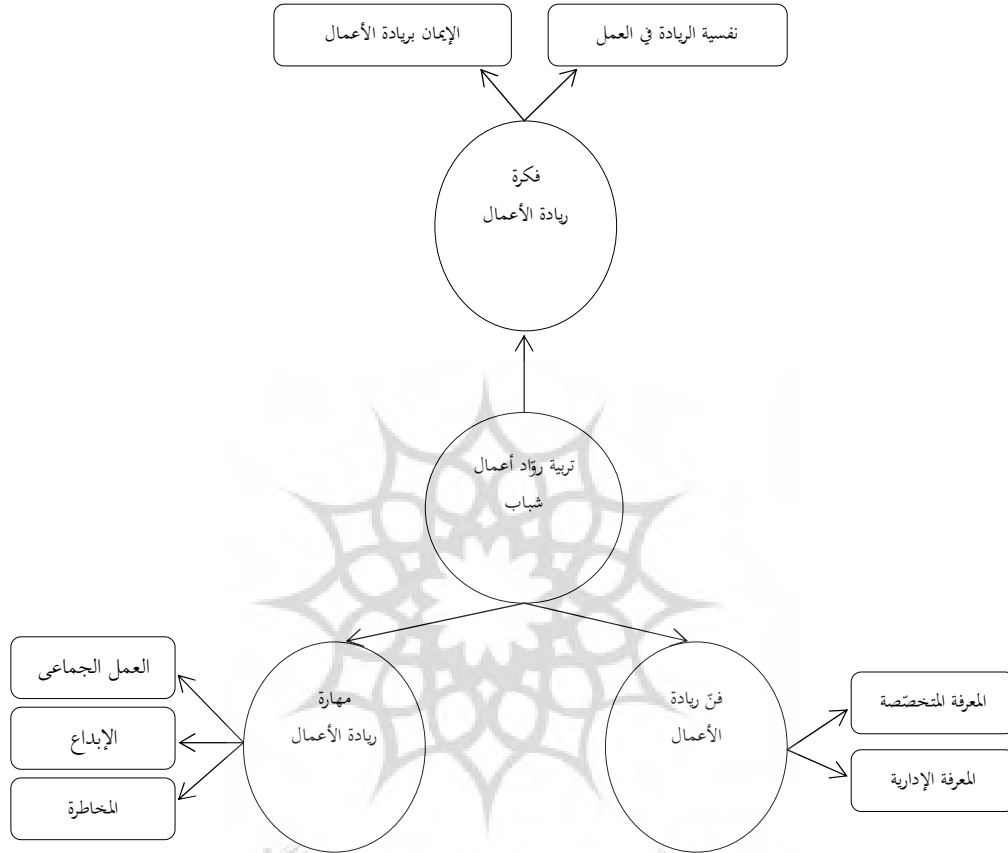 نفسية الريادة في العمل
الإيمان بريادة الأعمال
فكرة
ريادة الأعمال
تربية روّاد أعمال
شباب
فنّ ريادة
الأعمال
مهارة
ريادة الأعمال
المعرفة المتخصّصة
المعرفة الإدارية
العمل الجماعى
الإبداع
المخاطرة